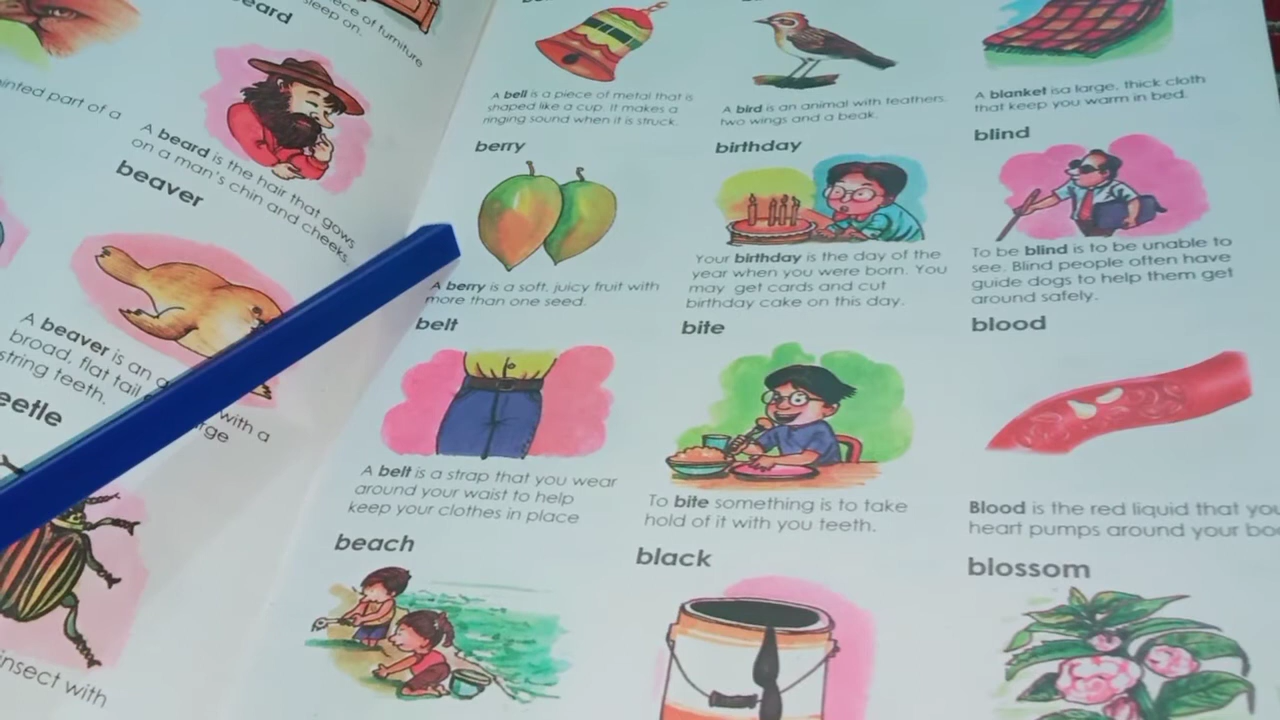 eard
ece of furniture
sleep on.
ointed part of a
A beard is the hair that grows
on a man's chin and cheeks.
beaver
A beaver is an a
broad, flat tail
with a
string teeth.
rge
eetle
insect with
A bell is a piece of metal that is
shaped like a cup. It makes a
ringing sound when it is struck.
berry
A berry is a soft, juicy fruit with
more than one seed.
belt
A belt is a strap that you wear
around your waist to help
keep your clothes in place
beach
A bird is an animal with feathers.
two wings and a beak.
birthday
Your birthday is the day of the
year when you were born. You
may get cards and cut
birthday cake on this day.
bite
To bite something is to take
hold of it with you teeth.
black
A blanket isa large, thick cloth
that keep you warm in bed.
blind
To be blind is to be unable to
see. Blind people often have
guide dogs to help them get
around safely.
blood
Blood is the red liquid that you
heart pumps around your bo
blossom